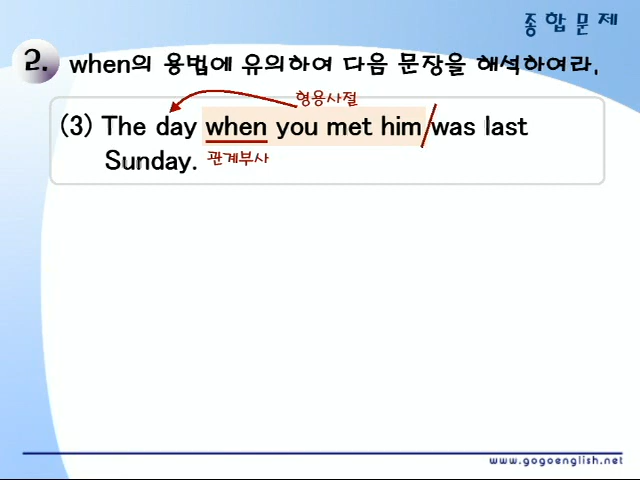 종합문제
2. when의 용법에 유의하여 다음 문장을 해석하여라.
형용사절
(3) The day when you met him was last
Sunday. 관계부사
www.gogoenglish.net